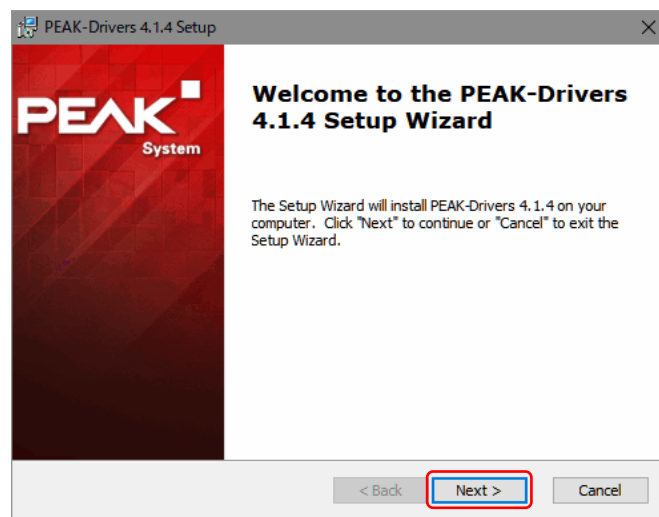 PEAK-Drivers 4.1.4 Setup
PEAK
System
Welcome to the PEAK-Drivers
4.1.4 Setup Wizard
The Setup Wizard will install PEAK-Drivers 4.1.4 on your
computer. Click "Next" to continue or "Cancel" to exit the
Setup Wizard.
< Back Next > Cancel